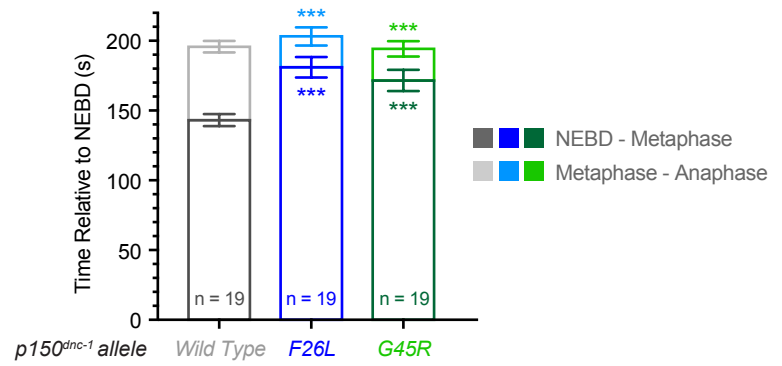 Time Relative to NEBD (s)
200
150
100
50
0
***
***
***
***
n = 19
n = 19
n = 19
NEBD - Metaphase
Metaphase - Anaphase
p150dnc-1 allele
Wild Type
F26L
G45R